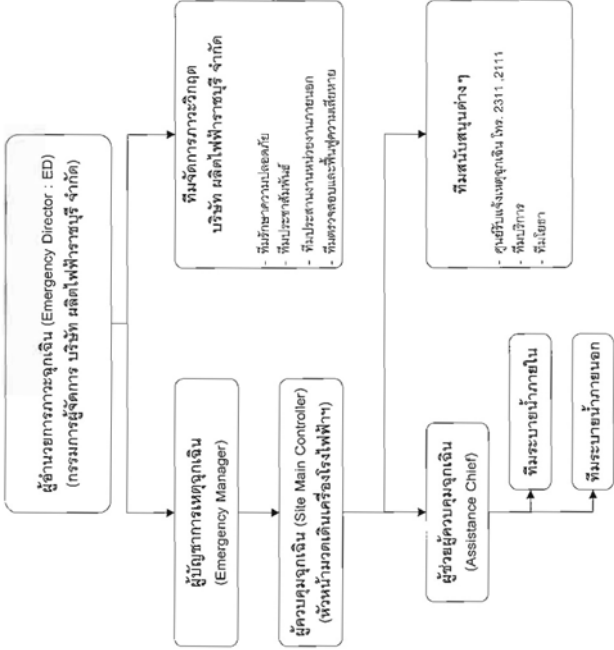 ผู้อำนวยการภาวะฉุกเฉิน (Emergency Director : ED)
(กรรมการผู้จัดการ บริษัท ผลิตไฟฟ้าราชบุรี จำกัด)
ผู้บัญชาการเหตุฉุกเฉิน
(Emergency Manager)
ทีมจัดการภาวะวิกฤต
บริษัท ผลิตไฟฟ้าราชบุรี จำกัด
- ทีมรักษาความปลอดภัย
- ทีมประชาสัมพันธ์
- ทีมประสานงานหน่วยงานภายนอก
- ทีมตรวจสอบและฟื้นฟูความเสียหาย
ผู้ควบคุมฉุกเฉิน (Site Main Controller)
(หัวหน้าหมวดเดินเครื่องโรงไฟฟ้าฯ)
ผู้ช่วยผู้ควบคุมฉุกเฉิน
(Assistance Chief)
ทีมสนับสนุนต่างๆ
- ศูนย์รับแจ้งเหตุฉุกเฉิน โทร. 2311 ,2111
- ทีมบริการ
- ทีมโยธา
ทีมระบายน้ำภายใน
ทีมระบายน้ำภายนอก